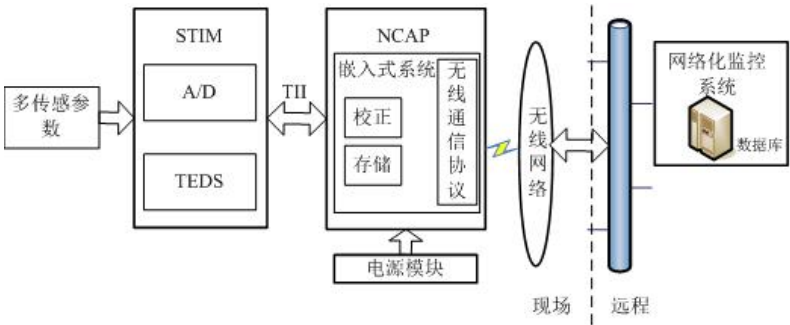 多传感参
数
STIM
A/D
TEDS
TII
NCAP
嵌入式系统
校正
存储
无
线
通
信
协
议
电源模块
无
线
网
络
网络化监控
系统
数据库
现场
远程